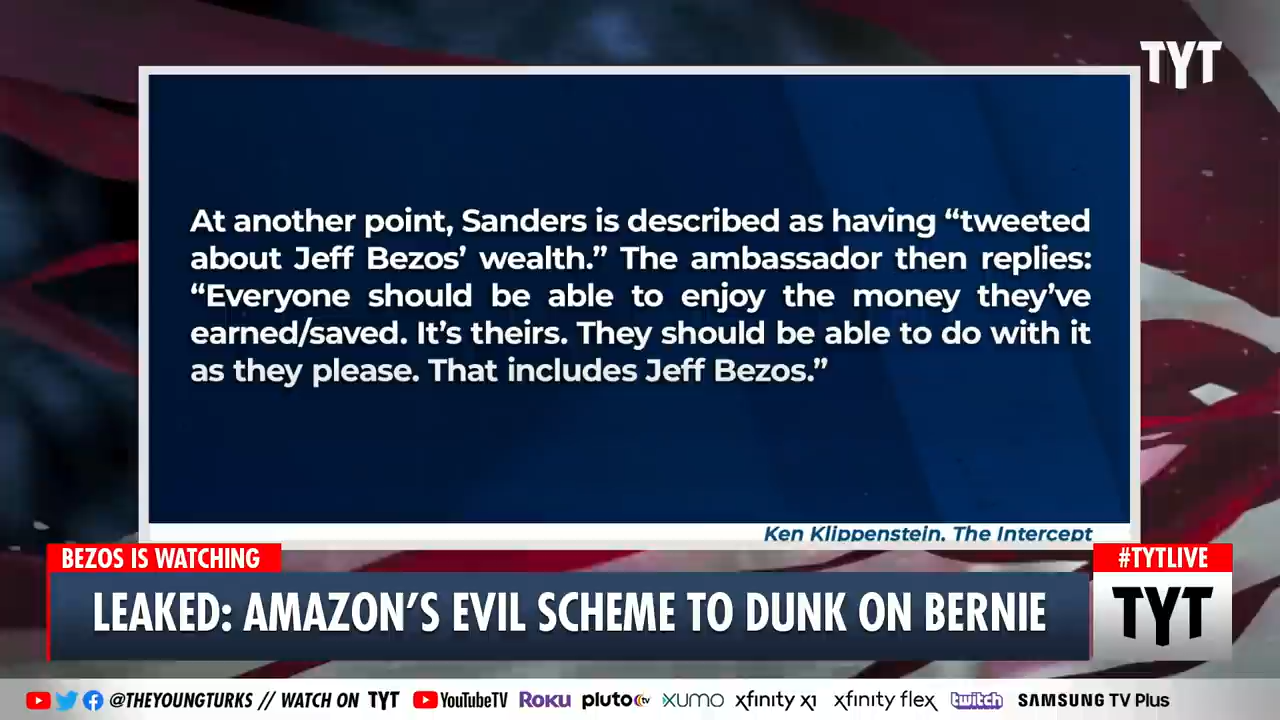 TYT
At another point, Sanders is described as having “tweeted
about Jeff Bezos’ wealth.” The ambassador then replies:
“Everyone should be able to enjoy the money they’ve
earned/saved. It’s theirs. They should be able to do with it
as they please. That includes Jeff Bezos.”
Ken Klippenstein, The Intercept
BEZOS IS WATCHING
#TYTLIVE
LEAKED: AMAZON’S EVIL SCHEME TO DUNK ON BERNIE
TYT
@THEYOUNGTURKS // WATCH ON TYT YouTubeTV ROKU pluto tv XUMO xfinity x1 xfinity flex twitch SAMSUNG TV Plus